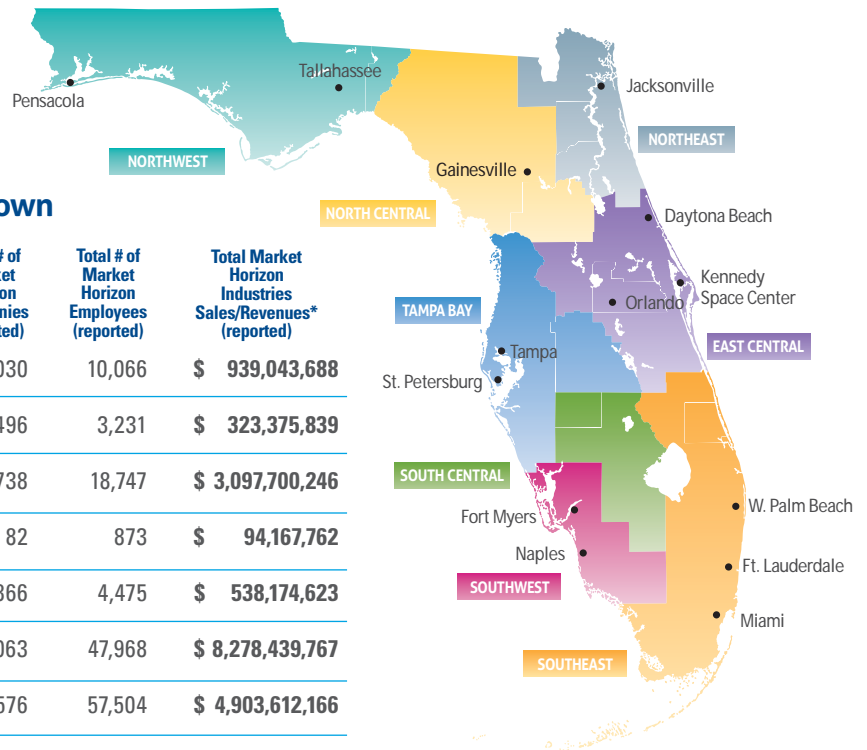 Pensacola
Tallahassee
Jacksonville
NORTHWEST
NORTHEAST
Gainesville
NORTH CENTRAL
Daytona Beach
Kennedy
Space Center
Orlando
TAMPA BAY
EAST CENTRAL
Tampa
St. Petersburg
SOUTH CENTRAL
Fort Myers
W. Palm Beach
Naples
Ft. Lauderdale
SOUTHWEST
Miami
SOUTHEAST
own
# of
ket
on
nies
ted)
Total # of
Market
Horizon
Employees
(reported)
Total Market
Horizon
Industries
Sales/Revenues*
(reported)
030 10,066 $ 939,043,688
496 3,231 $ 323,375,839
738 18,747 $ 3,097,700,246
82 873 $ 94,167,762
366 4,475 $ 538,174,623
063 47,968 $ 8,278,439,767
576 57,504 $ 4,903,612,166